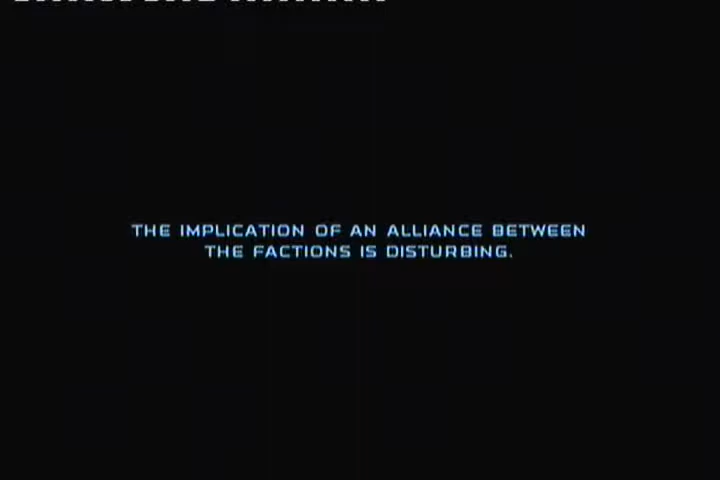 THE IMPLICATION OF AN ALLIANCE BETWEEN
THE FACTIONS IS DISTURBING.